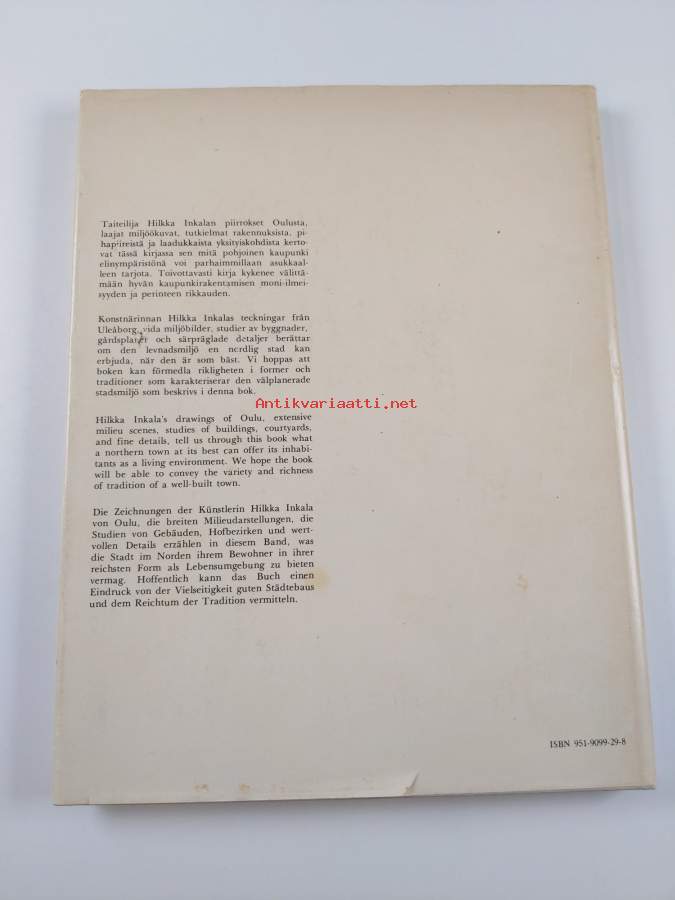 Taiteilija Hilkka Inkalan piirrokset Oulusta,
laajat miljöökuvat, tutkielmat rakennuksista, pi-
hapiireistä ja laadukkaista yksityiskohdista kerto-
vat tässä kirjassa sen mitä pohjoinen kaupunki
elinympäristönä voi parhaimmillaan asukkaal-
leen tarjota. Toivottavasti kirja kykenee välittä-
mään hyvän kaupunkirakentamisen moni-ilmei-
syyden ja perinteen rikkauden.
Konstnärinnan Hilkka Inkalas teckningar från
Uleåborg, vida miljöbilder, studier av byggnader,
gårdsplaner och särpräglade detaljer berättar
om den levnadsmiljö en nordlig stad kan
erbjuda, när den är som bäst. Vi hoppas att
boken kan förmedla rikligheten i former och
traditioner som karakteriserar den välplanerade
stadsmiljö som beskrivs i denna bok.
Antikvariaatti.net
Hilkka Inkala's drawings of Oulu, extensive
milieu scenes, studies of buildings, courtyards,
and fine details, tell us through this book what
a northern town at its best can offer its inhabi-
tants as a living environment. We hope the book
will be able to convey the variety and richness
of tradition of a well-built town.
Die Zeichnungen der Künstlerin Hilkka Inkala
von Oulu, die breiten Milieudarstellungen, die
Studien von Gebäuden, Hofbezirken und wert-
vollen Details erzählen in diesem Band, was
die Stadt im Norden ihrem Bewohner in ihrer
reichsten Form als Lebensumgebung zu bieten
vermag. Hoffentlich kann das Buch einen
Eindruck von der Vielseitigkeit guten Städtebaus
und dem Reichtum der Tradition vermitteln.
ISBN 951-9099-29-8